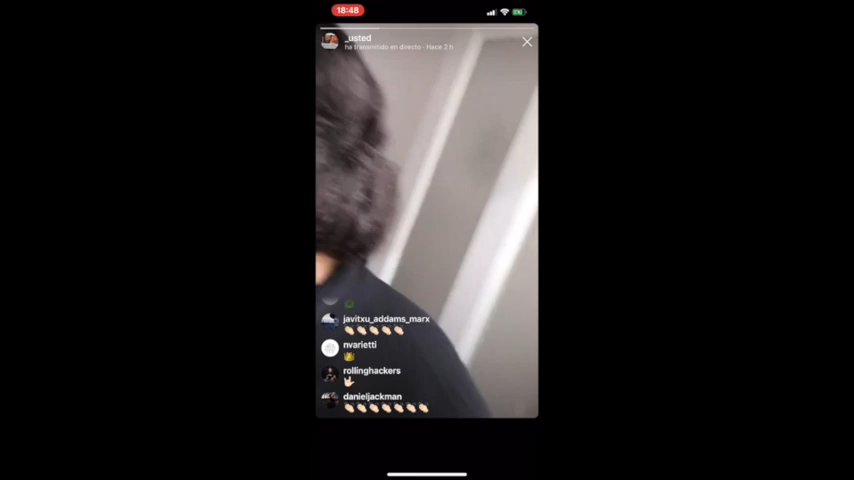 18:48
_usted
ha transmitido en directo · Hace 2 h
javitxu_addams_marx
nvarietti
rollinghackers
danieljackman